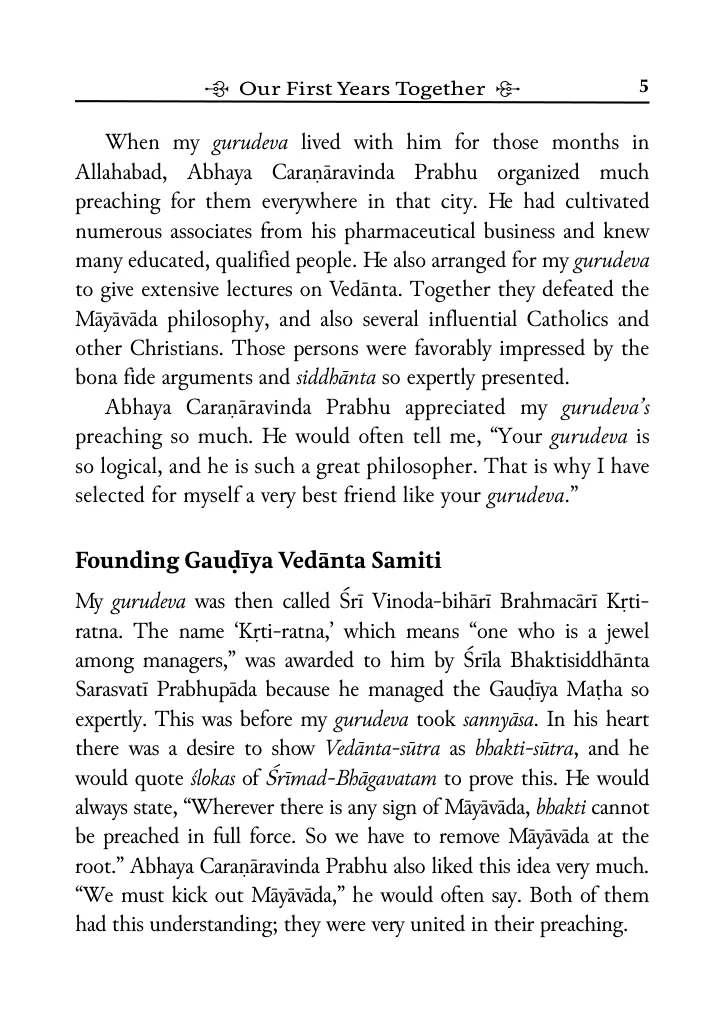 Our First Years Together 5
When my gurudeva lived with him for those months in
Allahabad, Abhaya Caraṇāravinda Prabhu organized much
preaching for them everywhere in that city. He had cultivated
numerous associates from his pharmaceutical business and knew
many educated, qualified people. He also arranged for my gurudeva
to give extensive lectures on Vedānta. Together they defeated the
Māyāvāda philosophy, and also several influential Catholics and
other Christians. Those persons were favorably impressed by the
bona fide arguments and siddhānta so expertly presented.
Abhaya Caraṇāravinda Prabhu appreciated my gurudeva’s
preaching so much. He would often tell me, “Your gurudeva is
so logical, and he is such a great philosopher. That is why I have
selected for myself a very best friend like your gurudeva.”
Founding Gauḍīya Vedānta Samiti
My gurudeva was then called Śrī Vinoda-bihārī Brahmacārī Kṛti-
ratna. The name ‘Kṛti-ratna,’ which means “one who is a jewel
among managers,” was awarded to him by Śrīla Bhaktisiddhānta
Sarasvatī Prabhupāda because he managed the Gauḍīya Maṭha so
expertly. This was before my gurudeva took sannyāsa. In his heart
there was a desire to show Vedānta-sūtra as bhakti-sūtra, and he
would quote ślokas of Śrīmad-Bhāgavatam to prove this. He would
always state, “Wherever there is any sign of Māyāvāda, bhakti cannot
be preached in full force. So we have to remove Māyāvāda at the
root.” Abhaya Caraṇāravinda Prabhu also liked this idea very much.
“We must kick out Māyāvāda,” he would often say. Both of them
had this understanding; they were very united in their preaching.